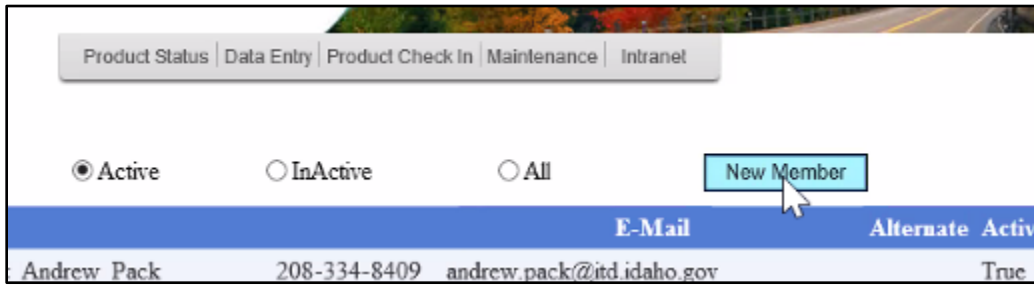 Product Status Data Entry Product Check In Maintenance Intranet
Active InActive All New Member
E-Mail Alternate
Andrew Pack 208-334-8409 andrew.pack@itd.idaho.gov True